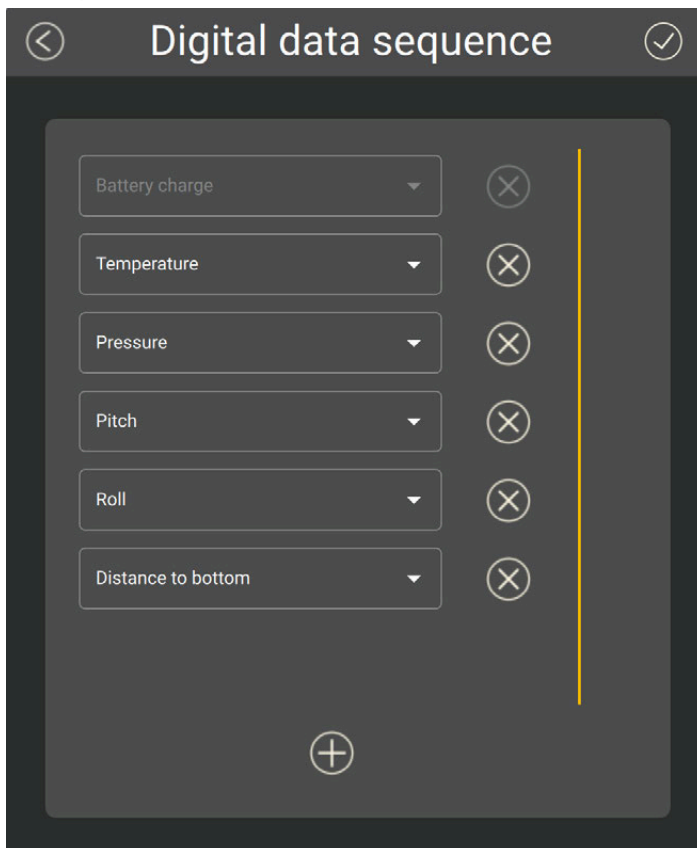 Digital data sequence
Battery charge
Temperature
Pressure
Pitch
Roll
Distance to bottom